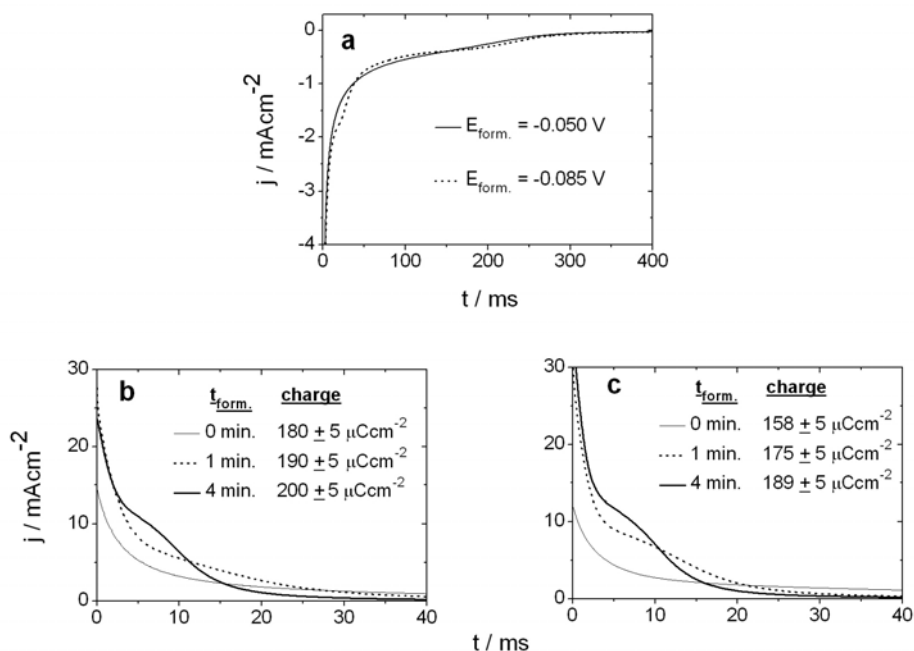 a
0
-1
-2
-3
-4
j / mAcm-2
E form. = -0.050 V
E form. = -0.085 V
0 100 200 300 400
t / ms
b
30
20
10
0
j / mAcm-2
t form. charge
0 min. 180 ± 5 μCcm-2
1 min. 190 ± 5 μCcm-2
4 min. 200 ± 5 μCcm-2
0 10 20 30 40
c
30
20
10
0
t form. charge
0 min. 158 ± 5 μCcm-2
1 min. 175 ± 5 μCcm-2
4 min. 189 ± 5 μCcm-2
0 10 20 30 40
t / ms